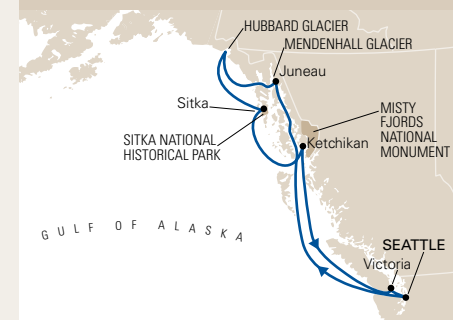 HUBBARD GLACIER
MENDENHALL GLACIER
Juneau
Sitka
MISTY
FJORDS
NATIONAL
MONUMENT
SITKA NATIONAL
HISTORICAL PARK
Ketchikan
GULF OF ALASKA
SEATTLE
Victoria